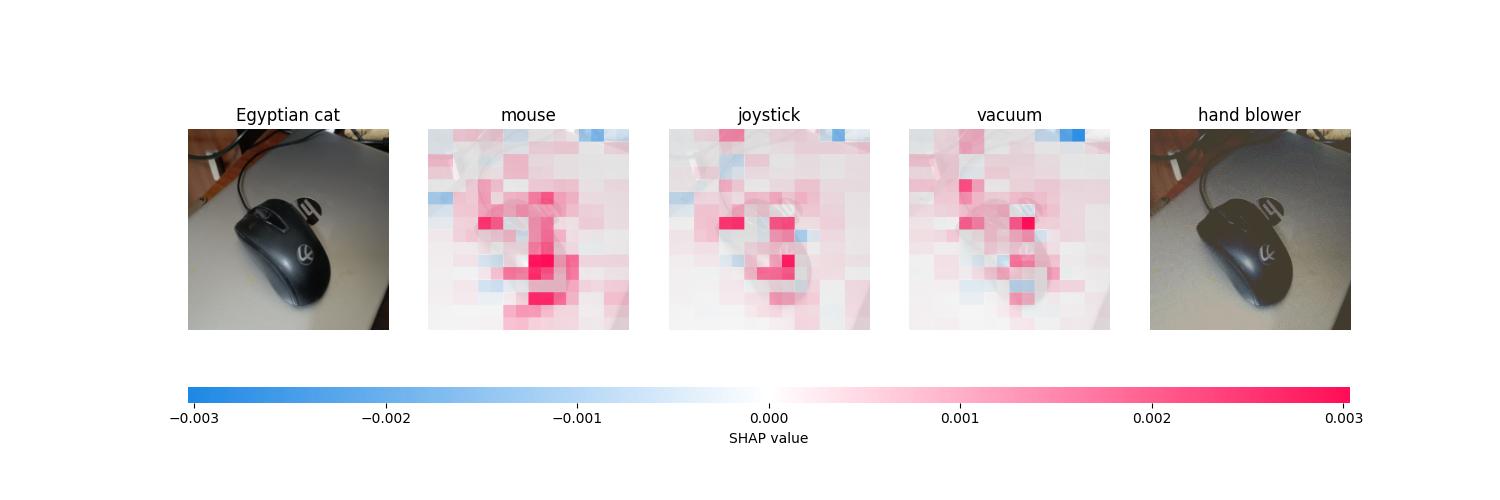 Egyptian cat
mouse
joystick
vacuum
hand blower
−0.003 −0.002 −0.001 0.000 0.001 0.002 0.003
SHAP value